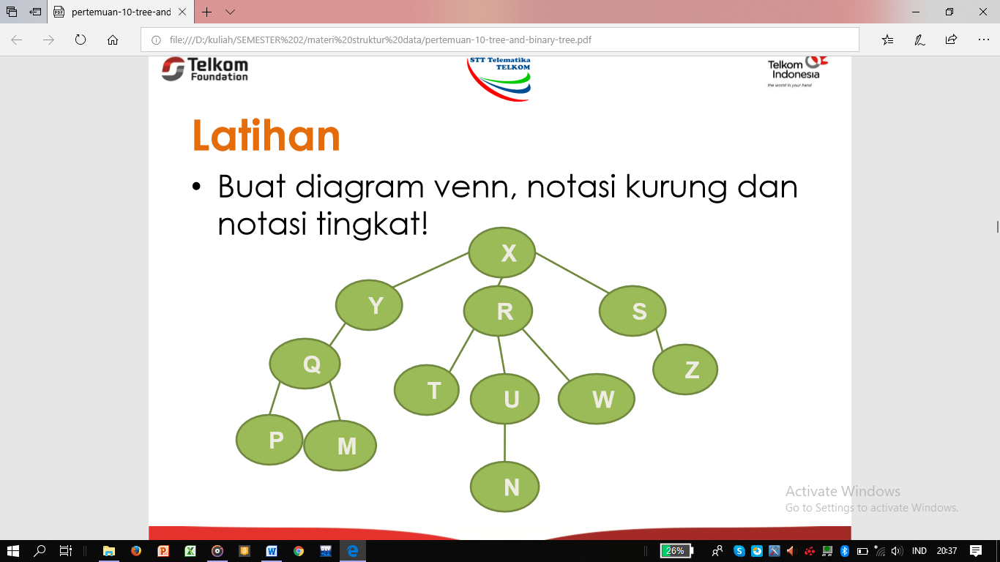 pertemuan-10-tree-and
file:///D:/kuliah/SEMESTER%202/materi%20struktur%20data/pertemuan-10-tree-and-binary-tree.pdf
Telkom
Foundation
STT Telematika
TELKOM
Telkom
Indonesia
the world in your hand
Latihan
• Buat diagram venn, notasi kurung dan
notasi tingkat!
X
Y
R
S
Q
T
U
W
Z
P
M
N
Activate Windows
Go to Settings to activate Windows.
26%
IND
20:37